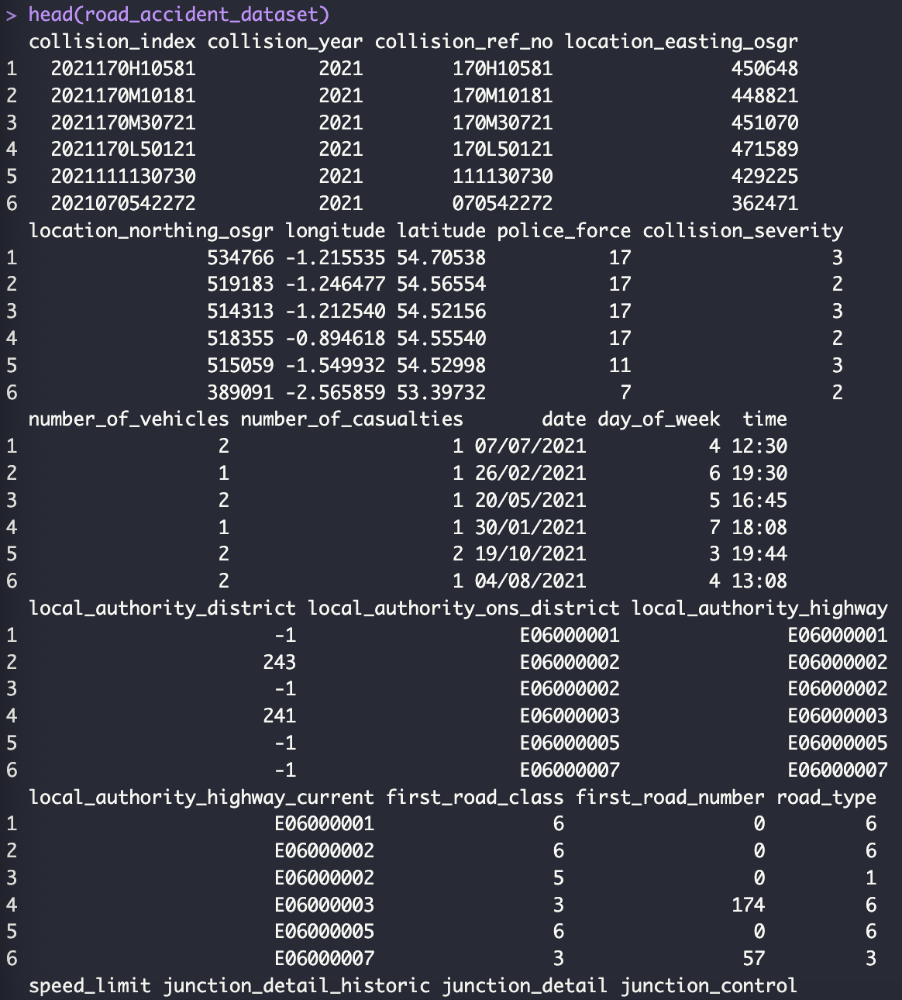 > head(road_accident_dataset)
collision_index collision_year collision_ref_no location_easting_osgr
1 2021170H10581 2021 170H10581 450648
2 2021170M10181 2021 170M10181 448821
3 2021170M30721 2021 170M30721 451070
4 2021170L50121 2021 170L50121 471589
5 2021111130730 2021 111130730 429225
6 2021070542272 2021 070542272 362471
location_northing_osgr longitude latitude police_force collision_severity
1 534766 -1.215535 54.70538 17 3
2 519183 -1.246477 54.56554 17 2
3 514313 -1.212540 54.52156 17 3
4 518355 -0.894618 54.55540 17 2
5 515059 -1.549932 54.52998 11 3
6 389091 -2.565859 53.39732 7 2
number_of_vehicles number_of_casualties date day_of_week time
1 2 1 07/07/2021 4 12:30
2 1 1 26/02/2021 6 19:30
3 2 1 20/05/2021 5 16:45
4 1 1 30/01/2021 7 18:08
5 2 2 19/10/2021 3 19:44
6 2 1 04/08/2021 4 13:08
local_authority_district local_authority_ons_district local_authority_highway
1 -1 E06000001 E06000001
2 243 E06000002 E06000002
3 -1 E06000002 E06000002
4 241 E06000003 E06000003
5 -1 E06000005 E06000005
6 -1 E06000007 E06000007
local_authority_highway_current first_road_class first_road_number road_type
1 E06000001 6 0 6
2 E06000002 6 0 6
3 E06000002 5 0 1
4 E06000003 3 174 6
5 E06000005 6 0 6
6 E06000007 3 57 3
speed_limit junction_detail_historic junction_detail junction_control